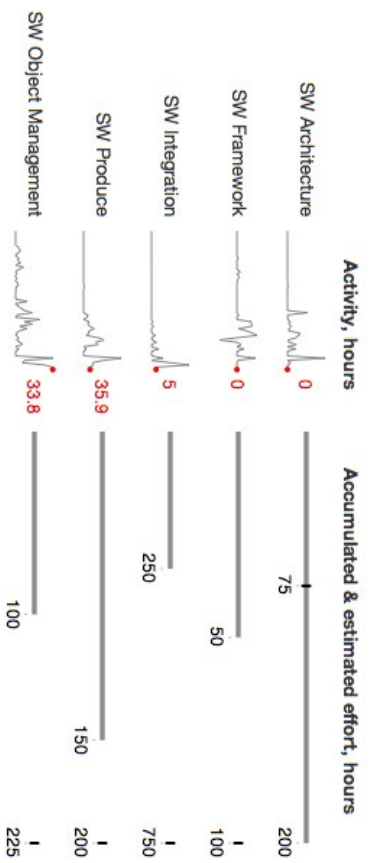 Activity, hours
Accumulated & estimated effort, hours
SW Architecture
0
75
200
SW Framework
0
50
100
SW Integration
5
250
750
SW Produce
35.9
150
200
SW Object Management
33.8
100
225